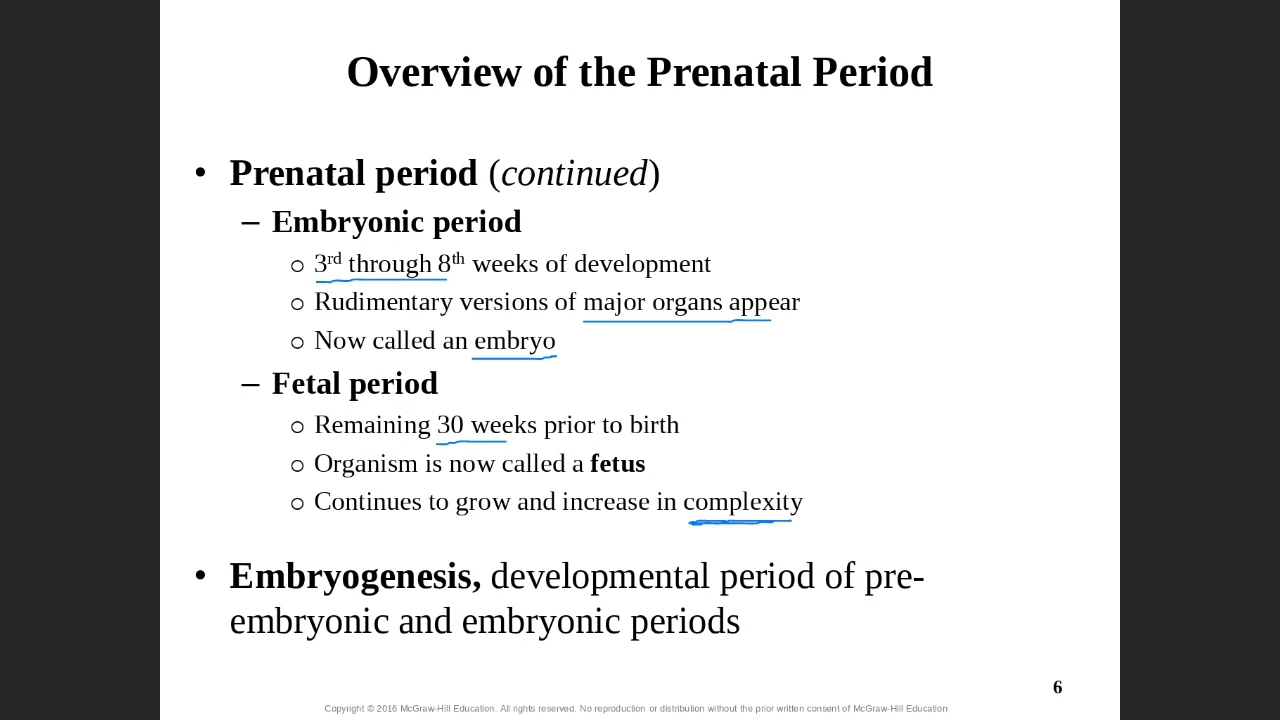 Overview of the Prenatal Period
• Prenatal period (continued)
– Embryonic period
○ 3rd through 8th weeks of development
○ Rudimentary versions of major organs appear
○ Now called an embryo
– Fetal period
○ Remaining 30 weeks prior to birth
○ Organism is now called a fetus
○ Continues to grow and increase in complexity
• Embryogenesis, developmental period of pre-
embryonic and embryonic periods
6
Copyright © 2016 McGraw-Hill Education. All rights reserved. No reproduction or distribution without the prior written consent of McGraw-Hill Education